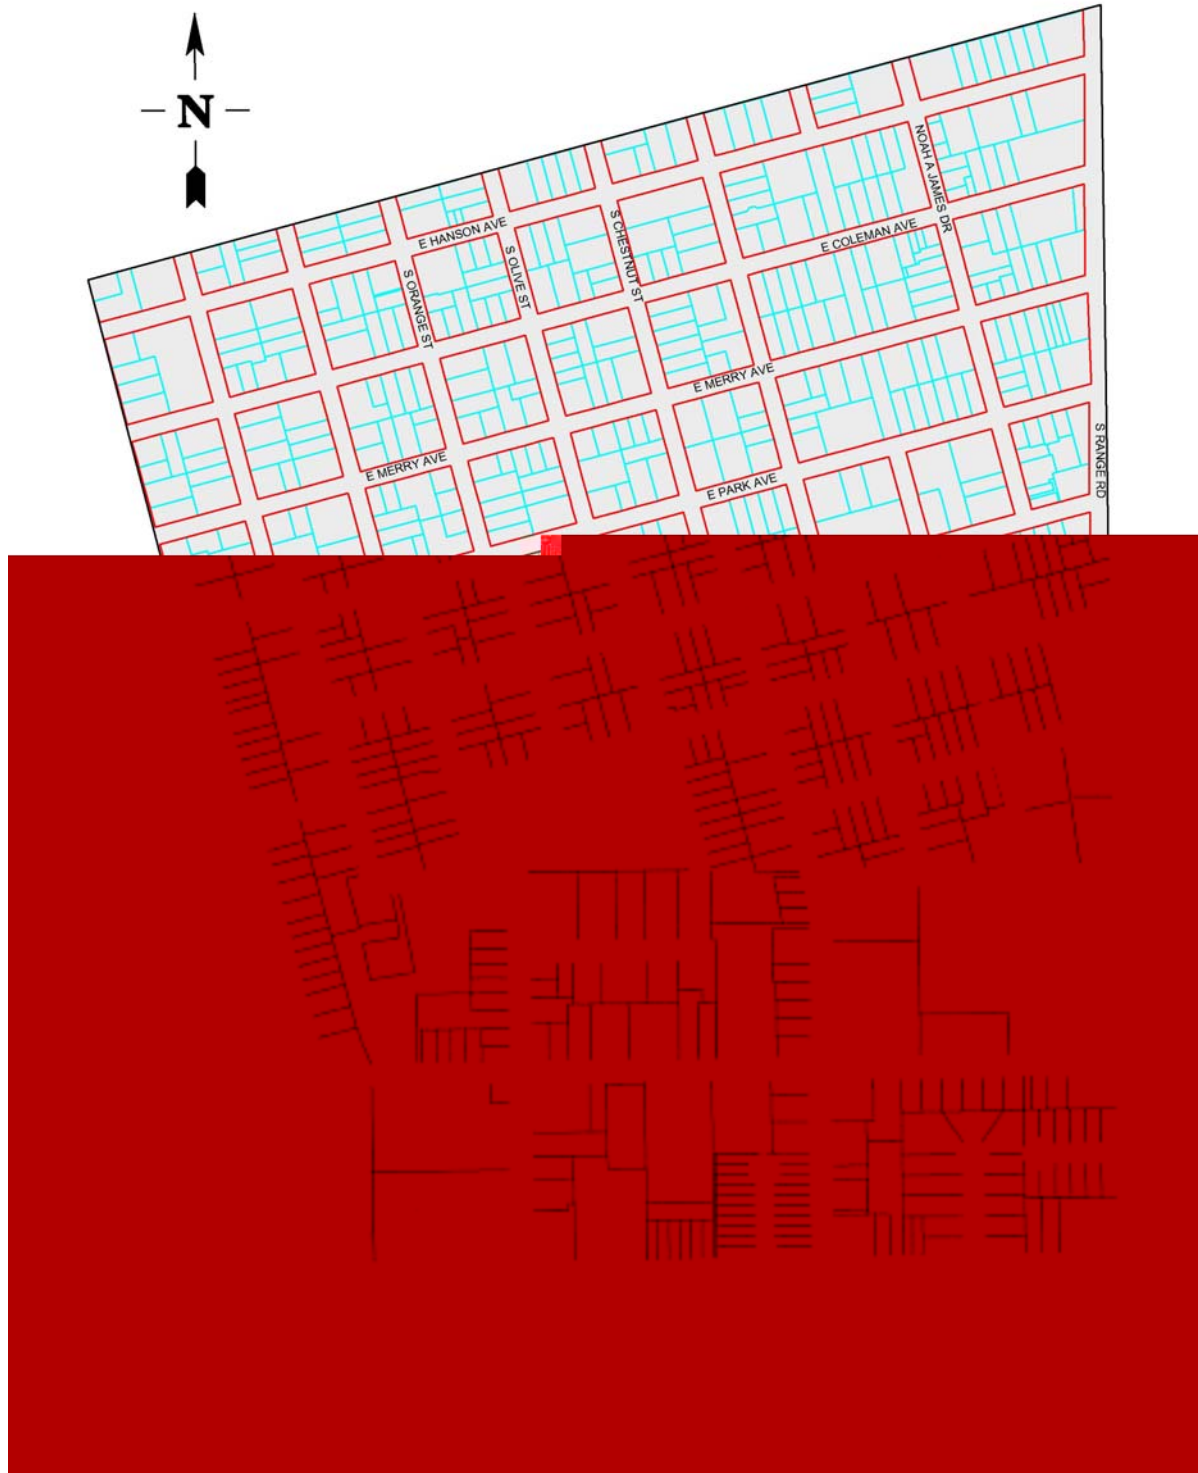 N
NOAH A JAMES DR
E HANSON AVE
S CHESTNUT ST
E COLEMAN AVE
S OLIVE ST
S ORANGE ST
E MERRY AVE
E MERRY AVE
E PARK AVE
S RANGE RD